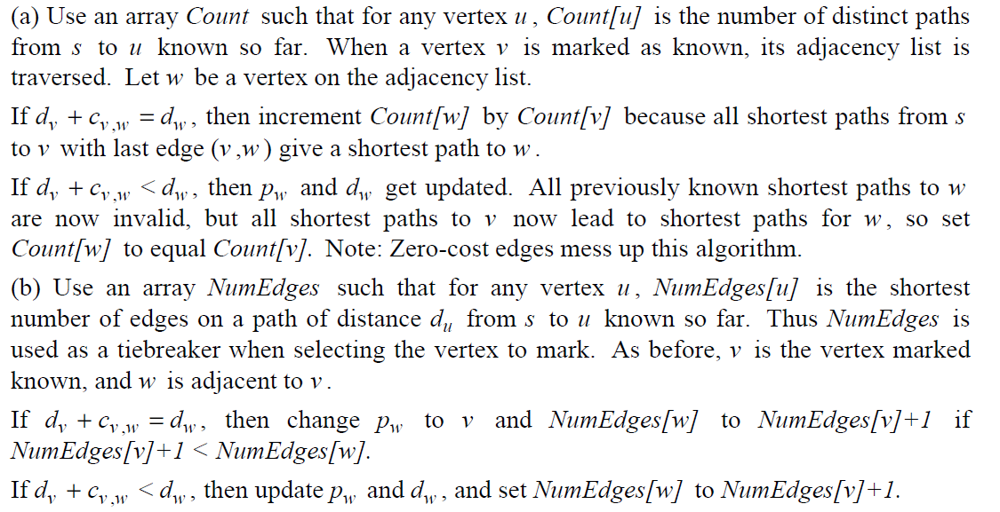 (a) Use an array Count such that for any vertex u, Count[u] is the number of distinct paths
from s to u known so far. When a vertex v is marked as known, its adjacency list is
traversed. Let w be a vertex on the adjacency list.
If d_v + c_{v,w} = d_w, then increment Count[w] by Count[v] because all shortest paths from s
to v with last edge (v,w) give a shortest path to w.
If d_v + c_{v,w} < d_w, then p_w and d_w get updated. All previously known shortest paths to w
are now invalid, but all shortest paths to v now lead to shortest paths for w, so set
Count[w] to equal Count[v]. Note: Zero-cost edges mess up this algorithm.
(b) Use an array NumEdges such that for any vertex u, NumEdges[u] is the shortest
number of edges on a path of distance d_u from s to u known so far. Thus NumEdges is
used as a tiebreaker when selecting the vertex to mark. As before, v is the vertex marked
known, and w is adjacent to v.
If d_v + c_{v,w} = d_w, then change p_w to v and NumEdges[w] to NumEdges[v]+1 if
NumEdges[v]+1 < NumEdges[w].
If d_v + c_{v,w} < d_w, then update p_w and d_w, and set NumEdges[w] to NumEdges[v]+1.